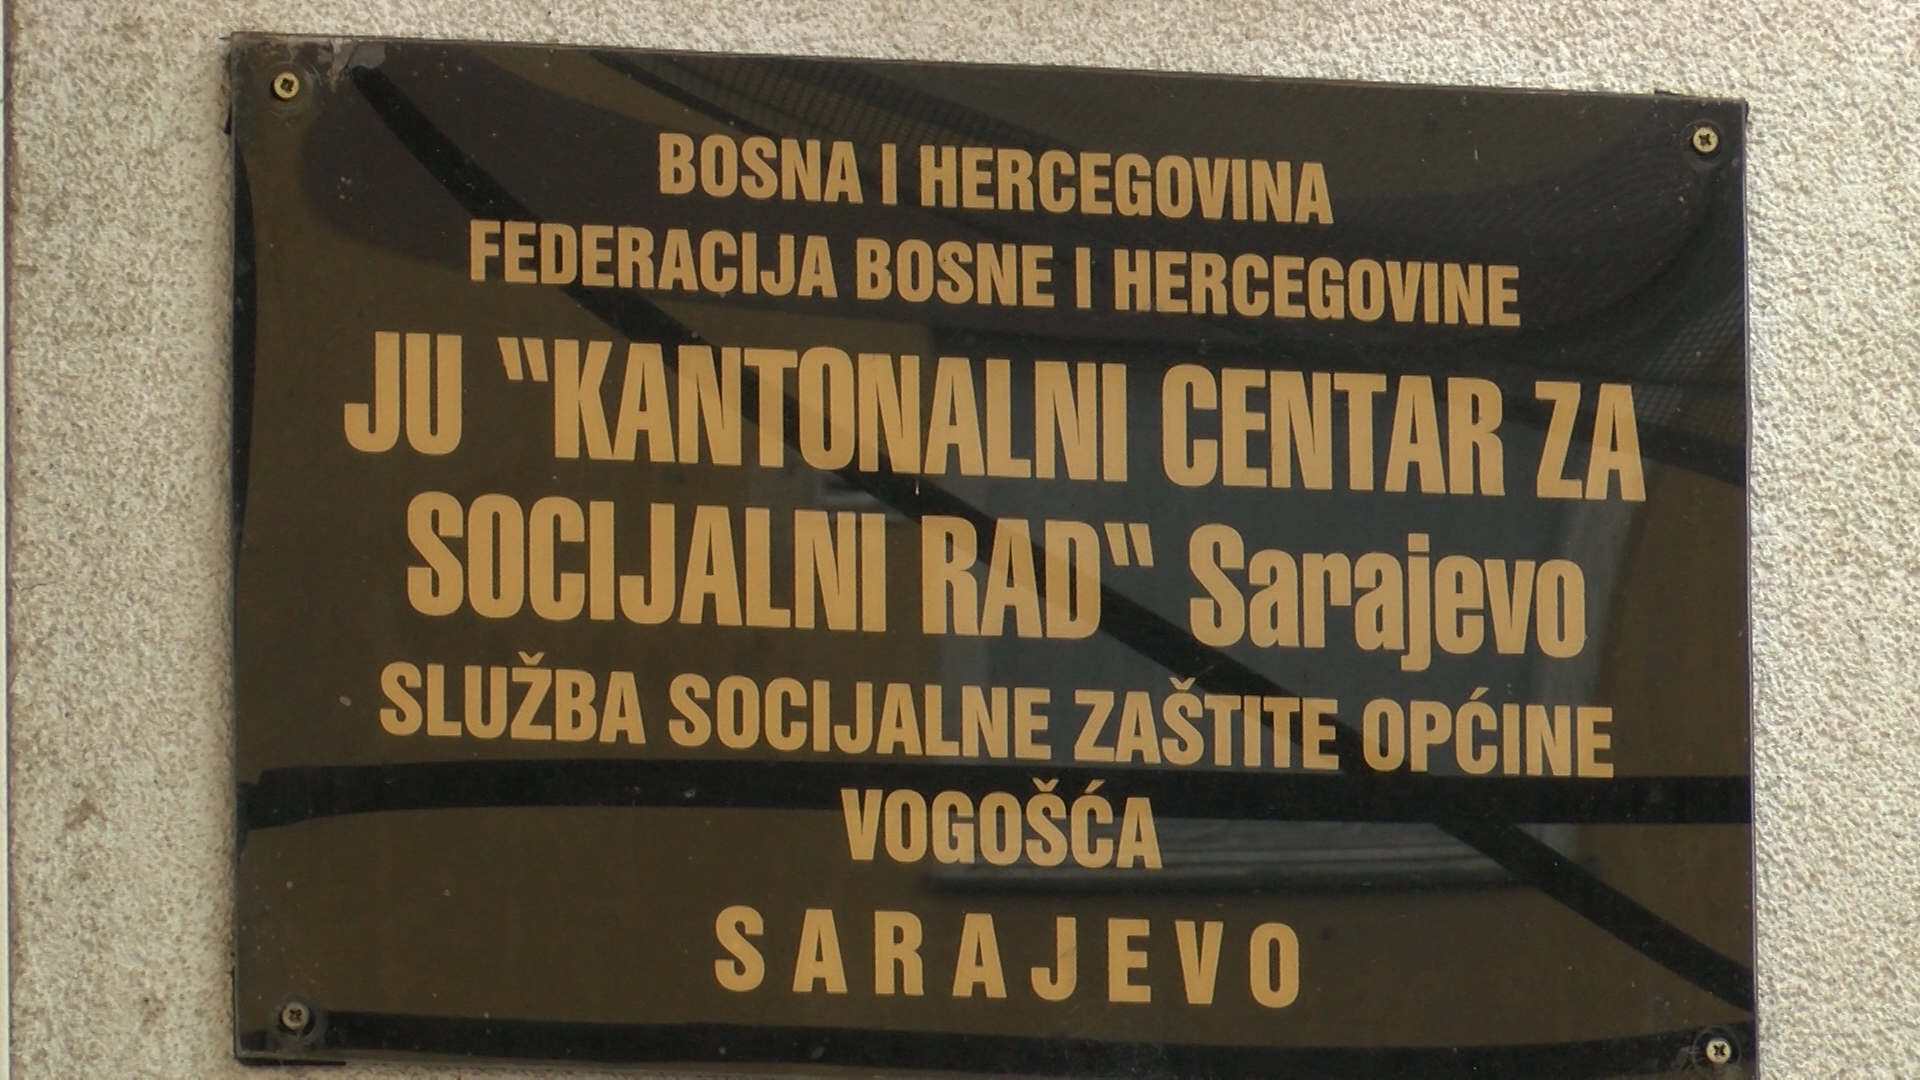 BOSNA I HERCEGOVINA
FEDERACIJA BOSNE I HERCEGOVINE
JU "KANTONALNI CENTAR ZA
SOCIJALNI RAD" Sarajevo
SLUŽBA SOCIJALNE ZAŠTITE OPĆINE
VOGOŠĆA
SARAJEVO